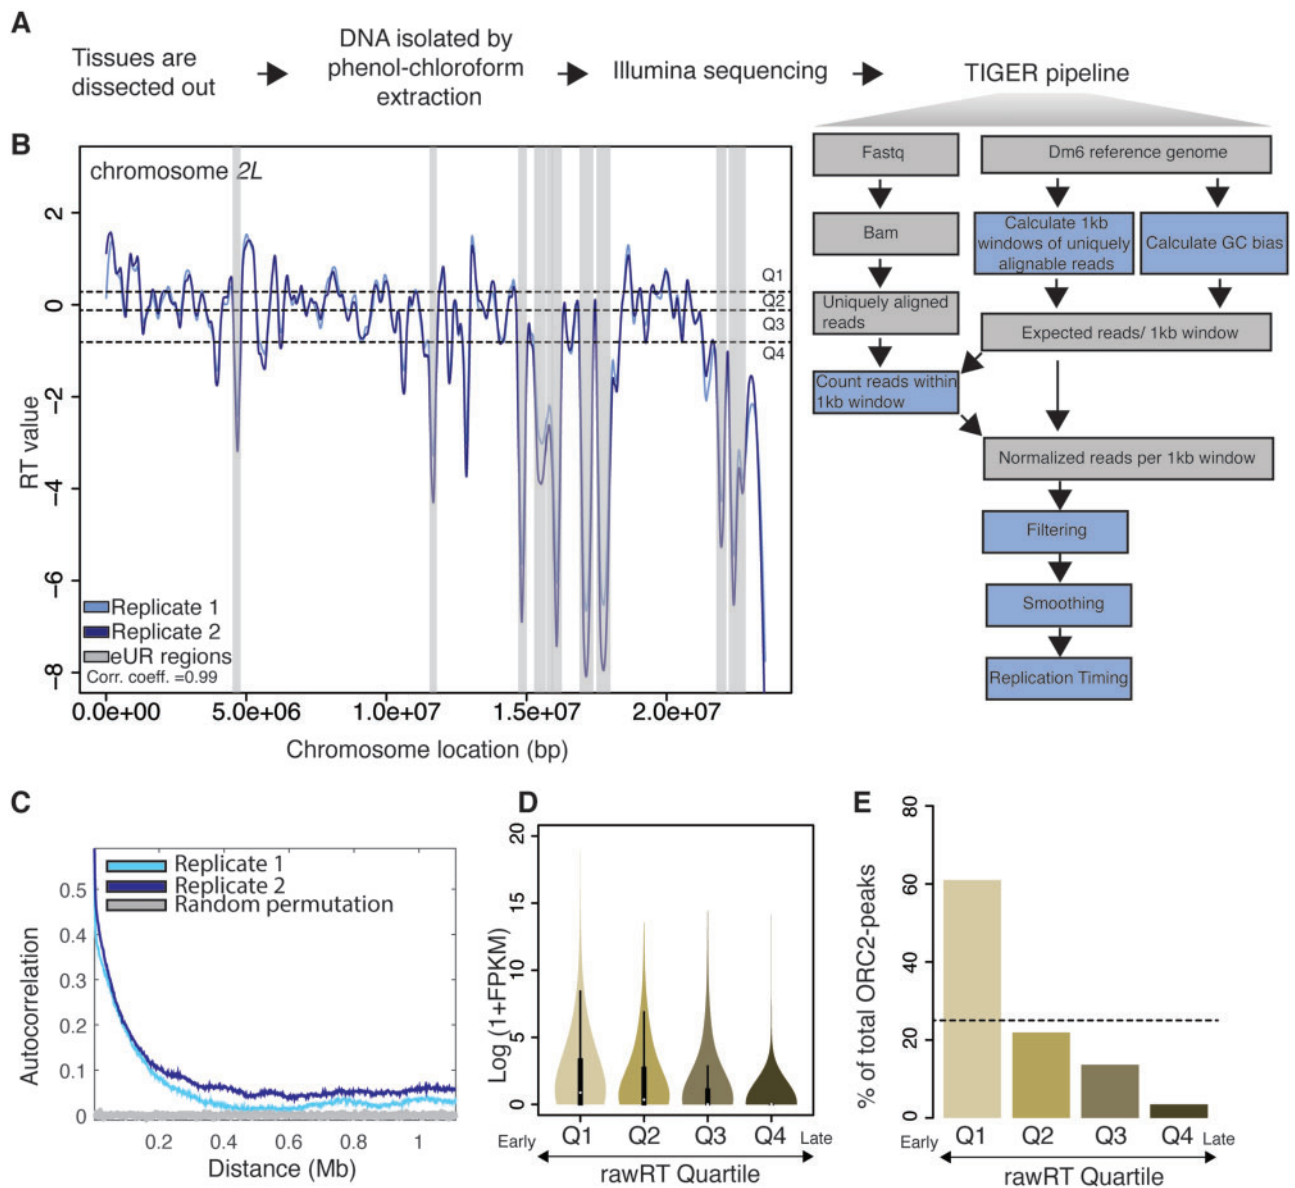 A
Tissues are
dissected out
DNA isolated by
phenol-chloroform
extraction
Illumina sequencing
TIGER pipeline
Fastq
Bam
Uniquely aligned
reads
Count reads within
1kb window
Dm6 reference genome
Calculate 1kb
windows of uniquely
alignable reads
Calculate GC bias
Expected reads/ 1kb window
Normalized reads per 1kb window
Filtering
Smoothing
Replication Timing
B
chromosome 2L
RT value
2
0
−2
−4
−6
−8
Q1
Q2
Q3
Q4
Replicate 1
Replicate 2
eUR regions
Corr. coeff. =0.99
0.0e+00
5.0e+06
1.0e+07
1.5e+07
2.0e+07
Chromosome location (bp)
C
Autocorrelation
0.5
0.4
0.3
0.2
0.1
0
Replicate 1
Replicate 2
Random permutation
0.2
0.4
0.6
0.8
1
Distance (Mb)
D
Log (1+FPKM)
20
15
10
5
0
Early
Q1
Q2
Q3
Q4
Late
rawRT Quartile
E
% of total ORC2-peaks
80
60
40
20
0
Early
Q1
Q2
Q3
Q4
Late
rawRT Quartile